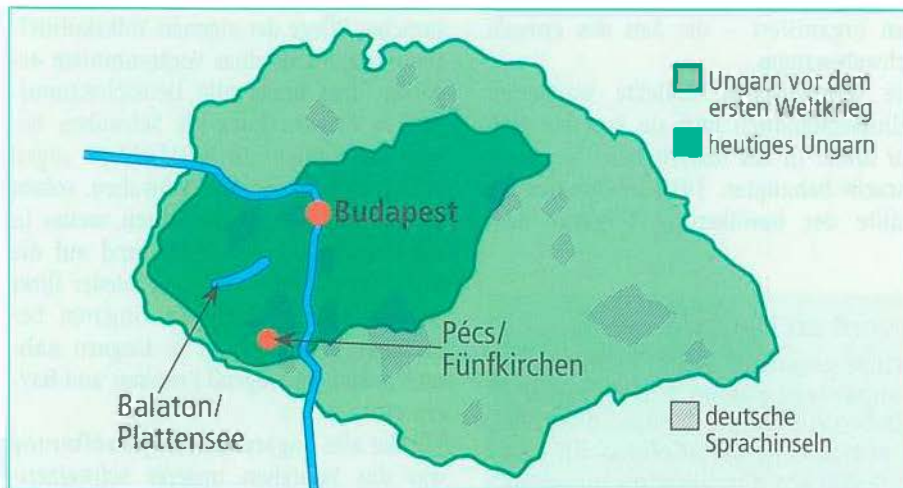 Ungarn vor dem
ersten Weltkrieg
heutiges Ungarn
Budapest
Pécs/
Fünfkirchen
Balaton/
Plattensee
deutsche
Sprachinseln